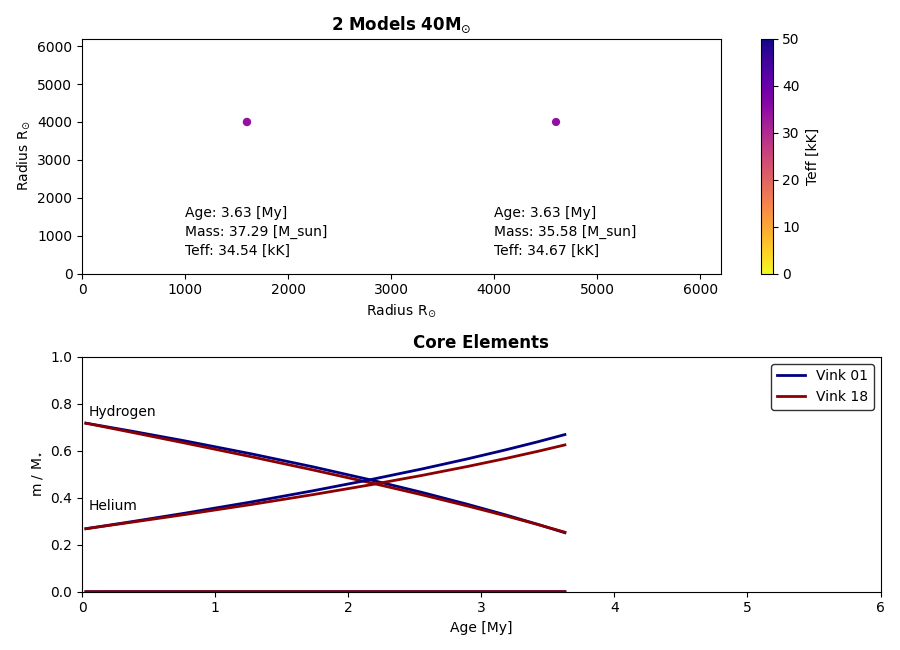 2 Models 40M⊙
6000
5000
4000
3000
2000
1000
0
Radius R⊙
Age: 3.63 [My]
Mass: 37.29 [M_sun]
Teff: 34.54 [kK]
Age: 3.63 [My]
Mass: 35.58 [M_sun]
Teff: 34.67 [kK]
0 1000 2000 3000 4000 5000 6000
Radius R⊙
50
40
30
20
10
0
Teff [kK]
Core Elements
1.0
0.8
0.6
0.4
0.2
0.0
m / M⋆
Hydrogen
Helium
Vink 01
Vink 18
0 1 2 3 4 5 6
Age [My]